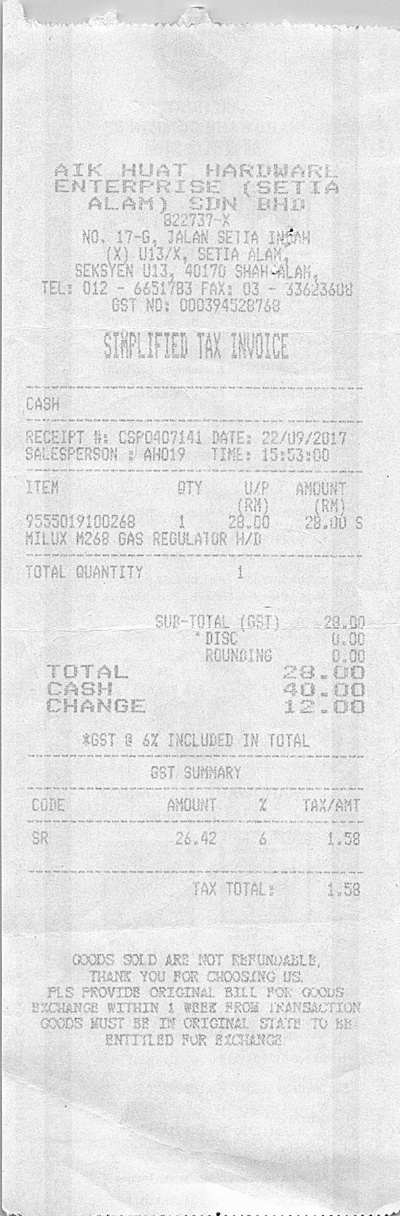 AIK HUAT HARDWARE
ENTERPRISE (SETIA
ALAM) SDN BHD
822737-X
NO. 17-G, JALAN SETIA INDAH
(X) U13/X, SETIA ALAM,
SEKSYEN U13, 40170 SHAH ALAM,
TEL: 012 - 6651783 FAX: 03 - 33623608
GST NO: 000394528768
SIMPLIFIED TAX INVOICE
CASH
RECEIPT #: CSP0407141 DATE: 22/09/2017
SALESPERSON : AH019 TIME: 15:53:00
ITEM QTY U/P AMOUNT
(RM) (RM)
9555019100268 1 28.00 28.00 S
MILUX M268 GAS REGULATOR H/D
TOTAL QUANTITY 1
SUB-TOTAL (GST) 28.00
DISC 0.00
ROUNDING 0.00
TOTAL 28.00
CASH 40.00
CHANGE 12.00
*GST @ 6% INCLUDED IN TOTAL
GST SUMMARY
CODE AMOUNT % TAX/AMT
SR 26.42 6 1.58
TAX TOTAL: 1.58
GOODS SOLD ARE NOT REFUNDABLE,
THANK YOU FOR CHOOSING US.
PLS PROVIDE ORIGINAL BILL FOR GOODS
EXCHANGE WITHIN 1 WEEK FROM TRANSACTION
GOODS MUST BE IN ORIGINAL STATE TO BE
ENTITLED FOR EXCHANGE.